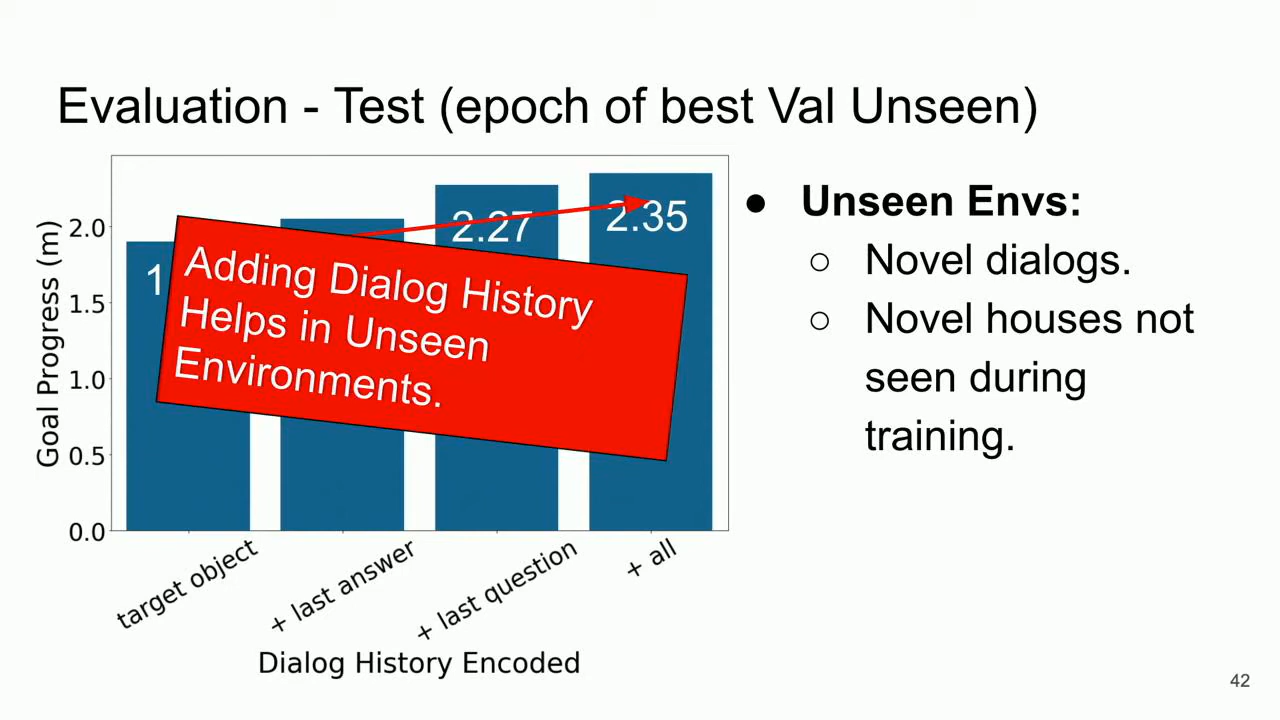 Evaluation - Test (epoch of best Val Unseen)
Goal Progress (m)
2.0
1.5
1.0
0.5
0.0
2.27
2.35
Adding Dialog History
Helps in Unseen
Environments.
target object
+ last answer
+ last question
+ all
Dialog History Encoded
● Unseen Envs:
○ Novel dialogs.
○ Novel houses not
seen during
training.
42